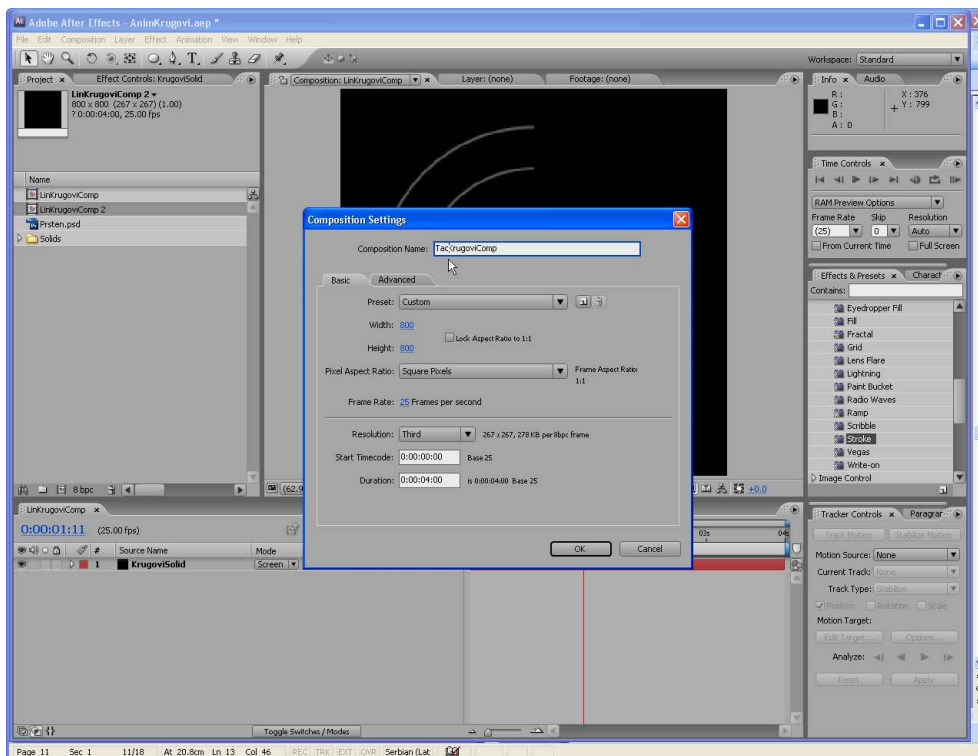 Adobe After Effects - AnimKrugovi.aep *
File Edit Composition Layer Effect Animation View Window Help
Workspace: Standard
Project Effect Controls: KrugoviSolid
LinKrugoviComp 2
800 x 800 (267 x 267) (1.00)
? 0:00:04:00, 25.00 fps
Name
LinKrugoviComp
LinKrugoviComp 2
Prsten.psd
Solids
8 bpc
Composition: LinKrugoviComp Layer: (none) Footage: (none)
(62.9
+0.0
Composition Settings
Composition Name: TacKrugoviComp
Basic Advanced
Preset: Custom
Width: 800
Lock Aspect Ratio to 1:1
Height: 800
Pixel Aspect Ratio: Square Pixels Frame Aspect Ratio:
1:1
Frame Rate: 25 Frames per second
Resolution: Third 267 x 267, 278 KB per 8bpc frame
Start Timecode: 0:00:00:00 Base 25
Duration: 0:00:04:00 is 0:00:04:00 Base 25
OK Cancel
Info Audio
R : X : 376
G : Y : 799
B :
A : 0
Time Controls
RAM Preview Options
Frame Rate Skip Resolution
(25) 0 Auto
From Current Time Full Screen
Effects & Presets Charact
Contains:
Eyedropper Fill
Fill
Fractal
Grid
Lens Flare
Lightning
Paint Bucket
Radio Waves
Ramp
Scribble
Stroke
Vegas
Write-on
Image Control
LinKrugoviComp
0:00:01:11 (25.00 fps)
03s 04s
# Source Name Mode
1 KrugoviSolid Screen
Toggle Switches / Modes
Tracker Controls Paragrar
Track Motion Stabilize Motion
Motion Source: None
Current Track: None
Track Type: Stabilize
Position Rotation Scale
Motion Target:
Edit Target... Options...
Analyze:
Reset Apply
Page 11 Sec 1 11/18 At 20.8cm Ln 13 Col 46 REC TRK EXT OVR Serbian (Lat